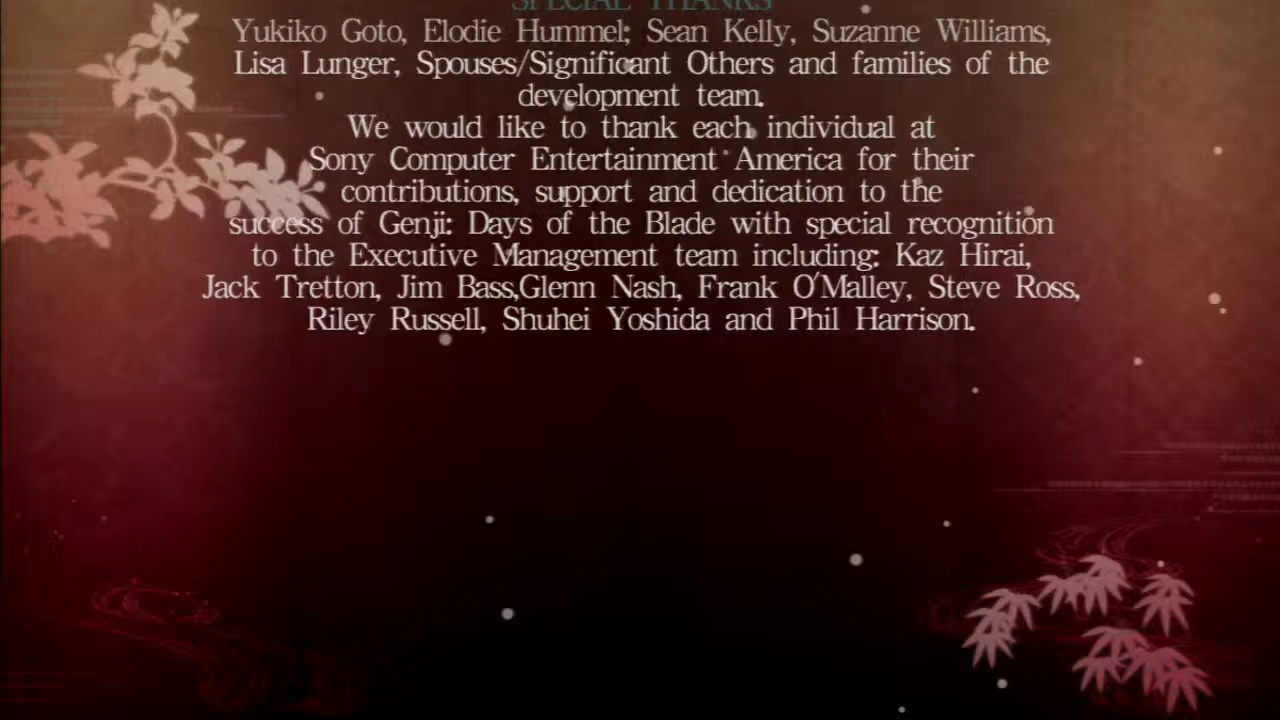 SPECIAL THANKS
Yukiko Goto, Elodie Hummel; Sean Kelly, Suzanne Williams,
Lisa Lunger, Spouses/Significant Others and families of the
development team.
We would like to thank each individual at
Sony Computer Entertainment America for their
contributions, support and dedication to the
success of Genji: Days of the Blade with special recognition
to the Executive Management team including: Kaz Hirai,
Jack Tretton, Jim Bass,Glenn Nash, Frank O'Malley, Steve Ross,
Riley Russell, Shuhei Yoshida and Phil Harrison.